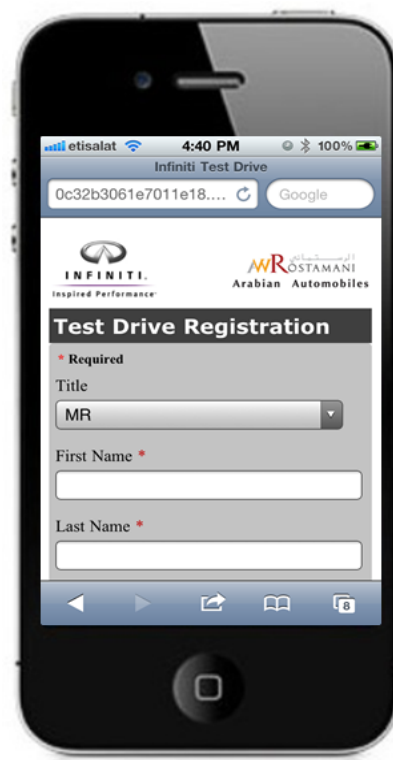 etisalat 4:40 PM 100%
Infiniti Test Drive
0c32b3061e7011e18.... Google
INFINITI.
Inspired Performance
الرستماني
AWROSTAMANI
Arabian Automobiles
Test Drive Registration
* Required
Title
MR
First Name *
Last Name *
8